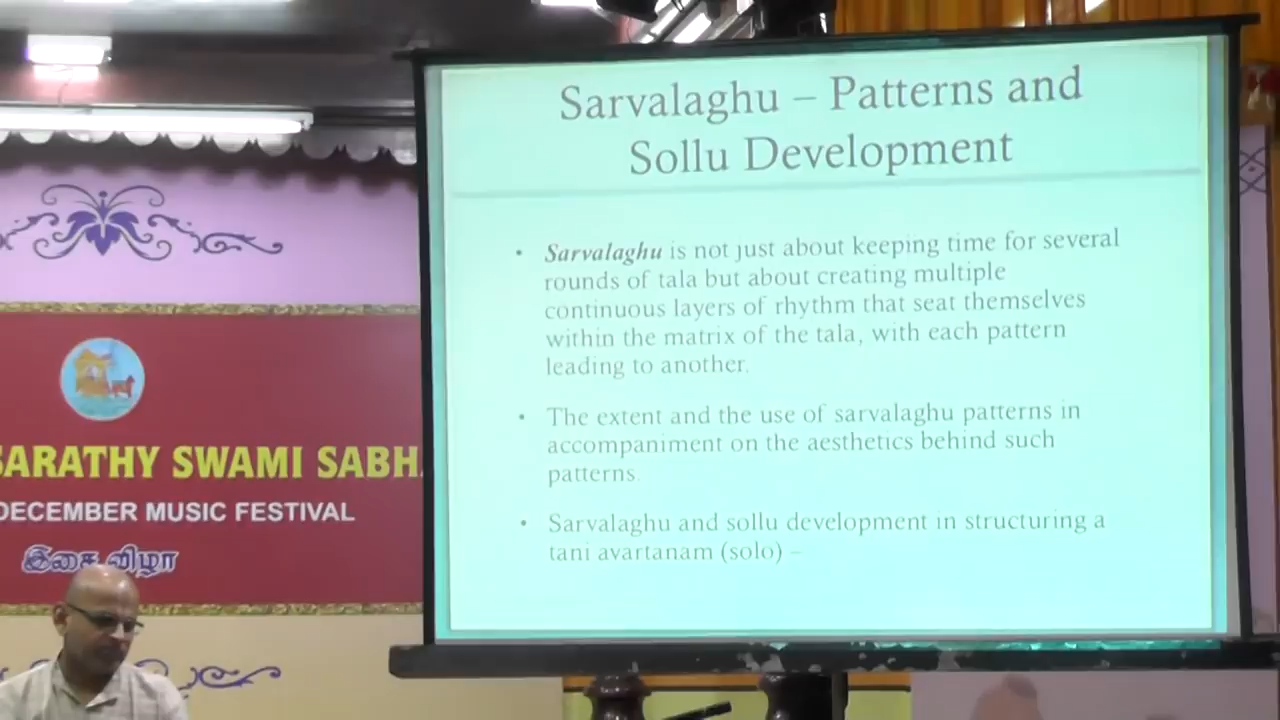 Sarvalaghu – Patterns and
Sollu Development
• Sarvalaghu is not just about keeping time for several
rounds of tala but about creating multiple
continuous layers of rhythm that seat themselves
within the matrix of the tala, with each pattern
leading to another.
• The extent and the use of sarvalaghu patterns in
accompaniment on the aesthetics behind such
patterns.
• Sarvalaghu and sollu development in structuring a
tani avartanam (solo) –
SARATHY SWAMI SABH
DECEMBER MUSIC FESTIVAL
இசை விழா